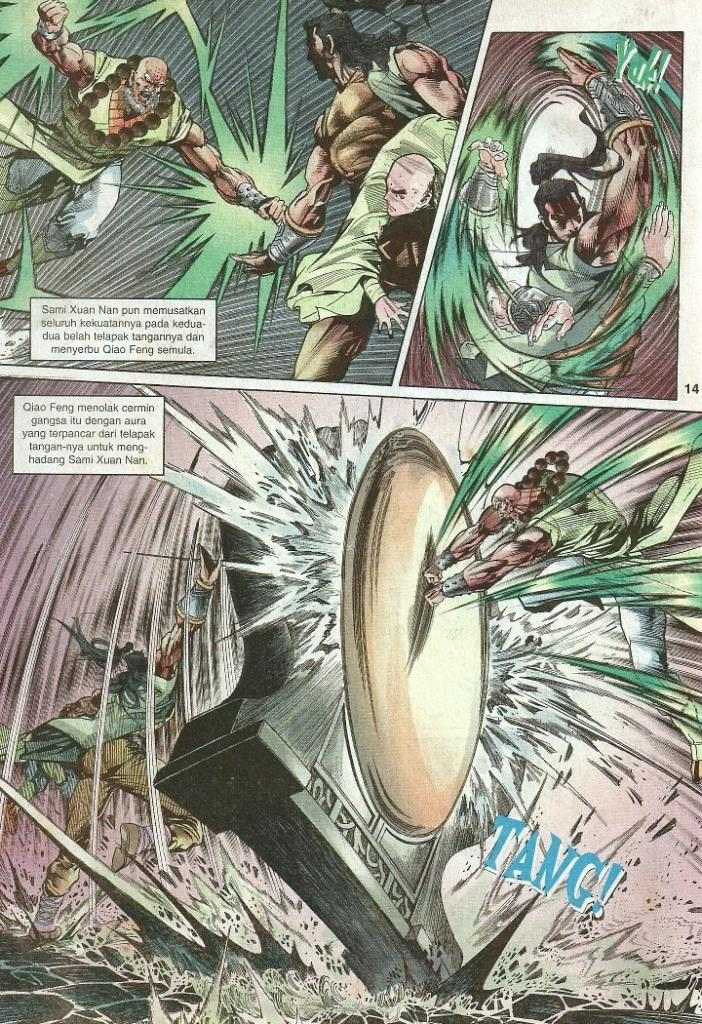 Sami Xuan Nan pun memusatkan
seluruh kekuatannya pada kedua-
dua belah telapak tangannya dan
menyerbu Qiao Feng semula.
Yuh!
14
Qiao Feng menolak cermin
gangsa itu dengan aura
yang terpancar dari telapak
tangan-nya untuk meng-
hadang Sami Xuan Nan.
TANG!